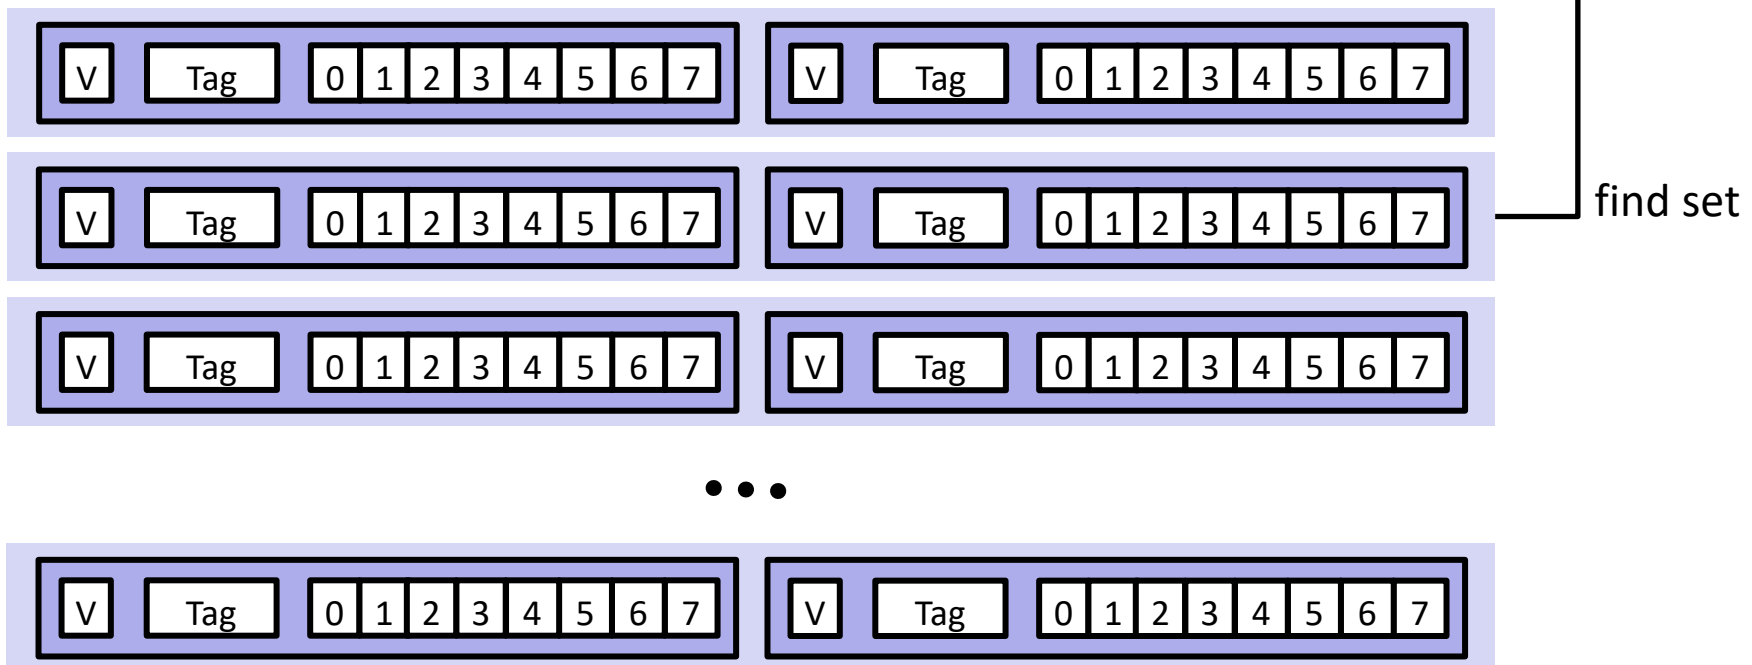 V Tag 0 1 2 3 4 5 6 7 V Tag 0 1 2 3 4 5 6 7
V Tag 0 1 2 3 4 5 6 7 V Tag 0 1 2 3 4 5 6 7 find set
V Tag 0 1 2 3 4 5 6 7 V Tag 0 1 2 3 4 5 6 7
•••
V Tag 0 1 2 3 4 5 6 7 V Tag 0 1 2 3 4 5 6 7